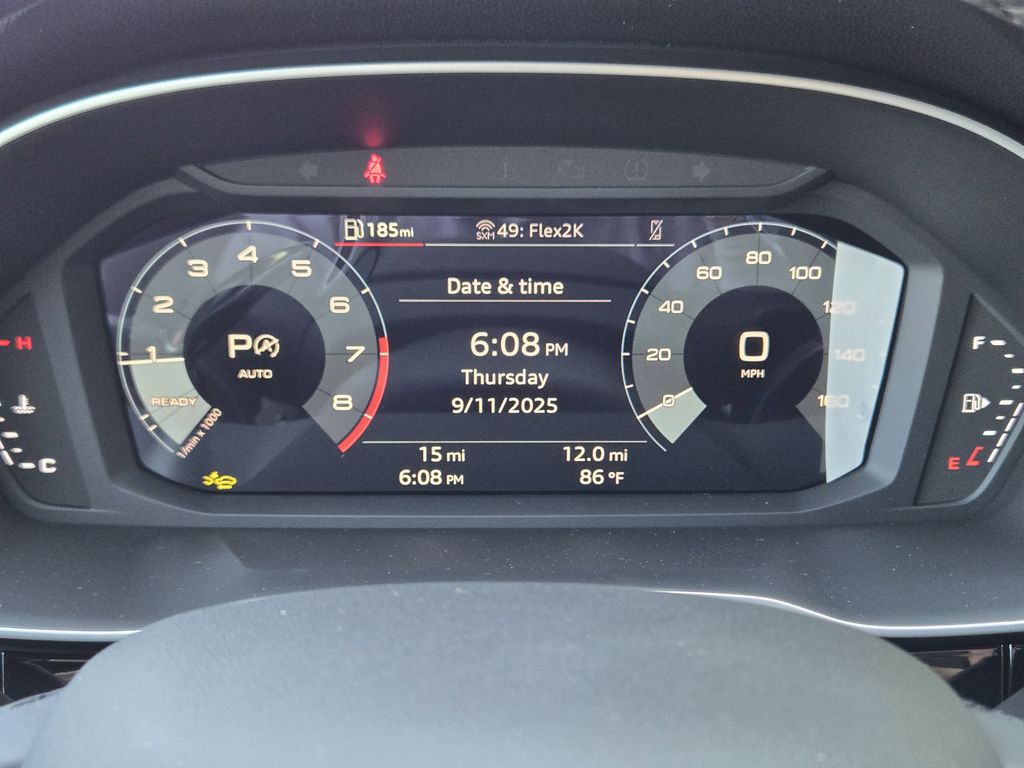 185mi
SXM 49: Flex2K
Date & time
6:08 PM
Thursday
9/11/2025
15 mi
12.0 mi
6:08 PM
86 °F
1
2
3
4
5
6
7
8
P A
AUTO
READY
1/min x 1000
0
20
40
60
80
100
120
140
160
0
MPH
H
C
F
E